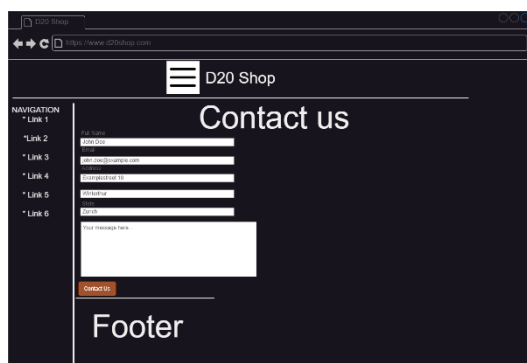 D20 Shop
https://www.d20shop.com
D20 Shop
NAVIGATION
* Link 1
*Link 2
* Link 3
* Link 4
* Link 5
* Link 6
Contact us
Full Name
John Doe
Email
john.doe@example.com
Address
Examplestreet 10
Winterthur
State
Zurich
Your message here.
Contact Us
Footer